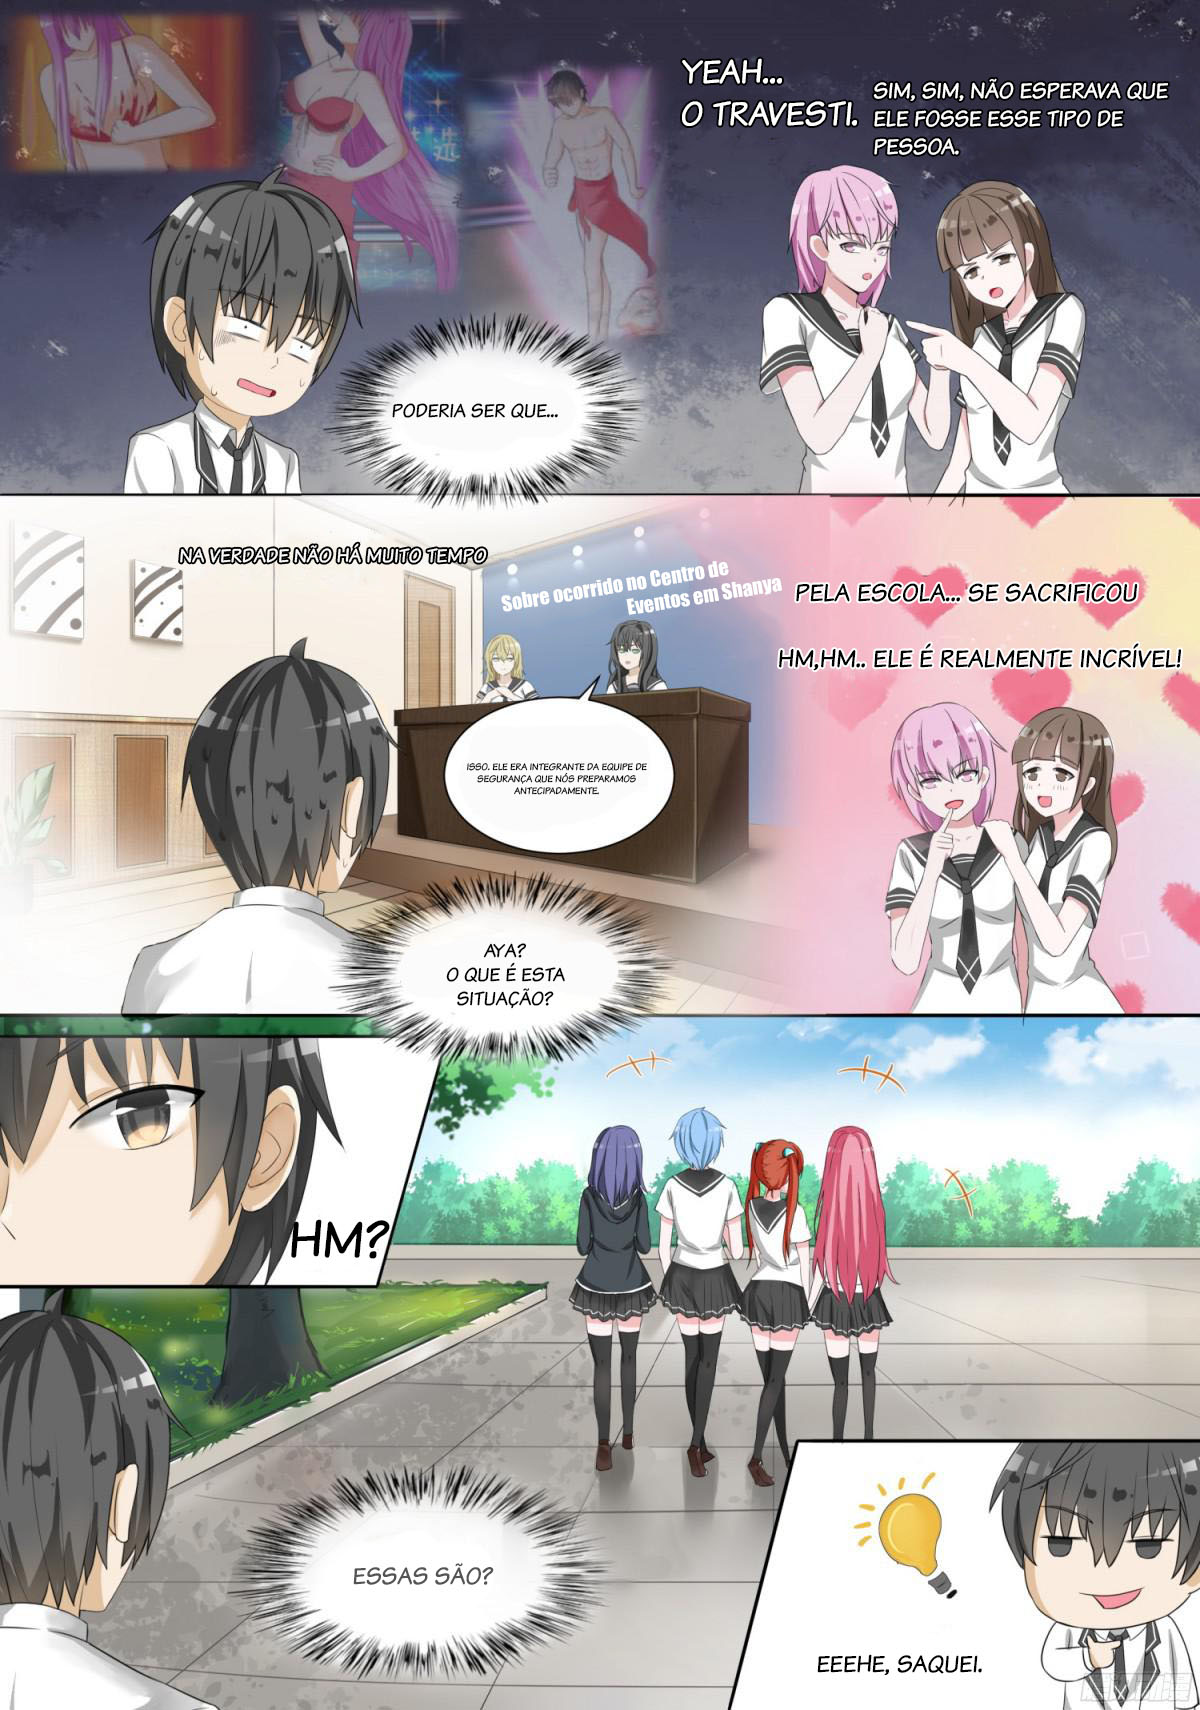 YEAH...
O TRAVESTI.
SIM, SIM, NÃO ESPERAVA QUE
ELE FOSSE ESSE TIPO DE
PESSOA.
PODERIA SER QUE...
NA VERDADE NÃO HÁ MUITO TEMPO
Sobre ocorrido no Centro de
Eventos em Shanya
PELA ESCOLA... SE SACRIFICOU
HM,HM.. ELE É REALMENTE INCRÍVEL!
ISSO. ELE ERA INTEGRANTE DA EQUIPE DE
SEGURANÇA QUE NÓS PREPARAMOS
ANTECIPADAMENTE.
AYA?
O QUE É ESTA
SITUAÇÃO?
HM?
ESSAS SÃO?
EEEHE, SAQUEI.